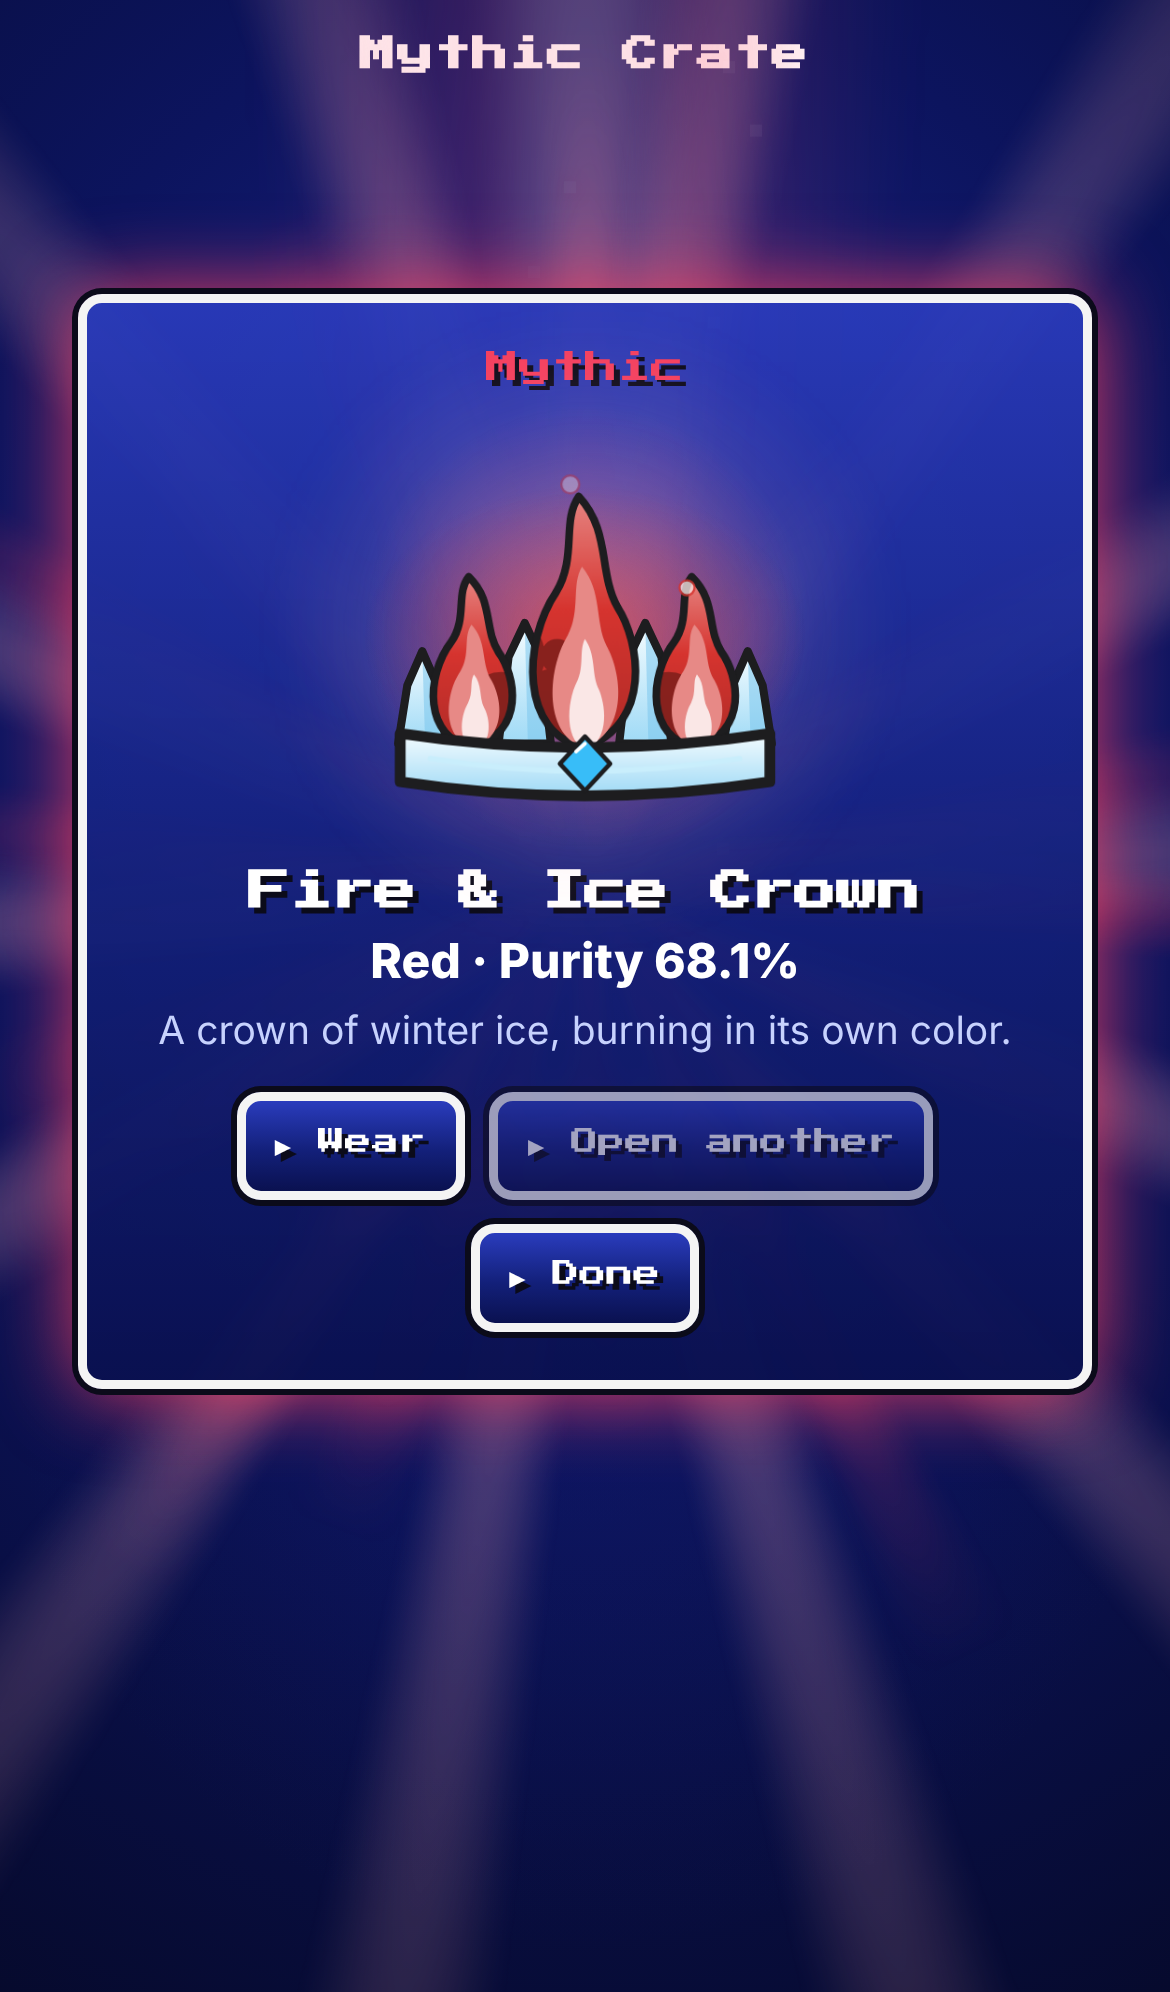 Mythic Crate
Mythic
Fire & Ice Crown
Red · Purity 68.1%
A crown of winter ice, burning in its own color.
▶ Wear
▶ Open another
▶ Done